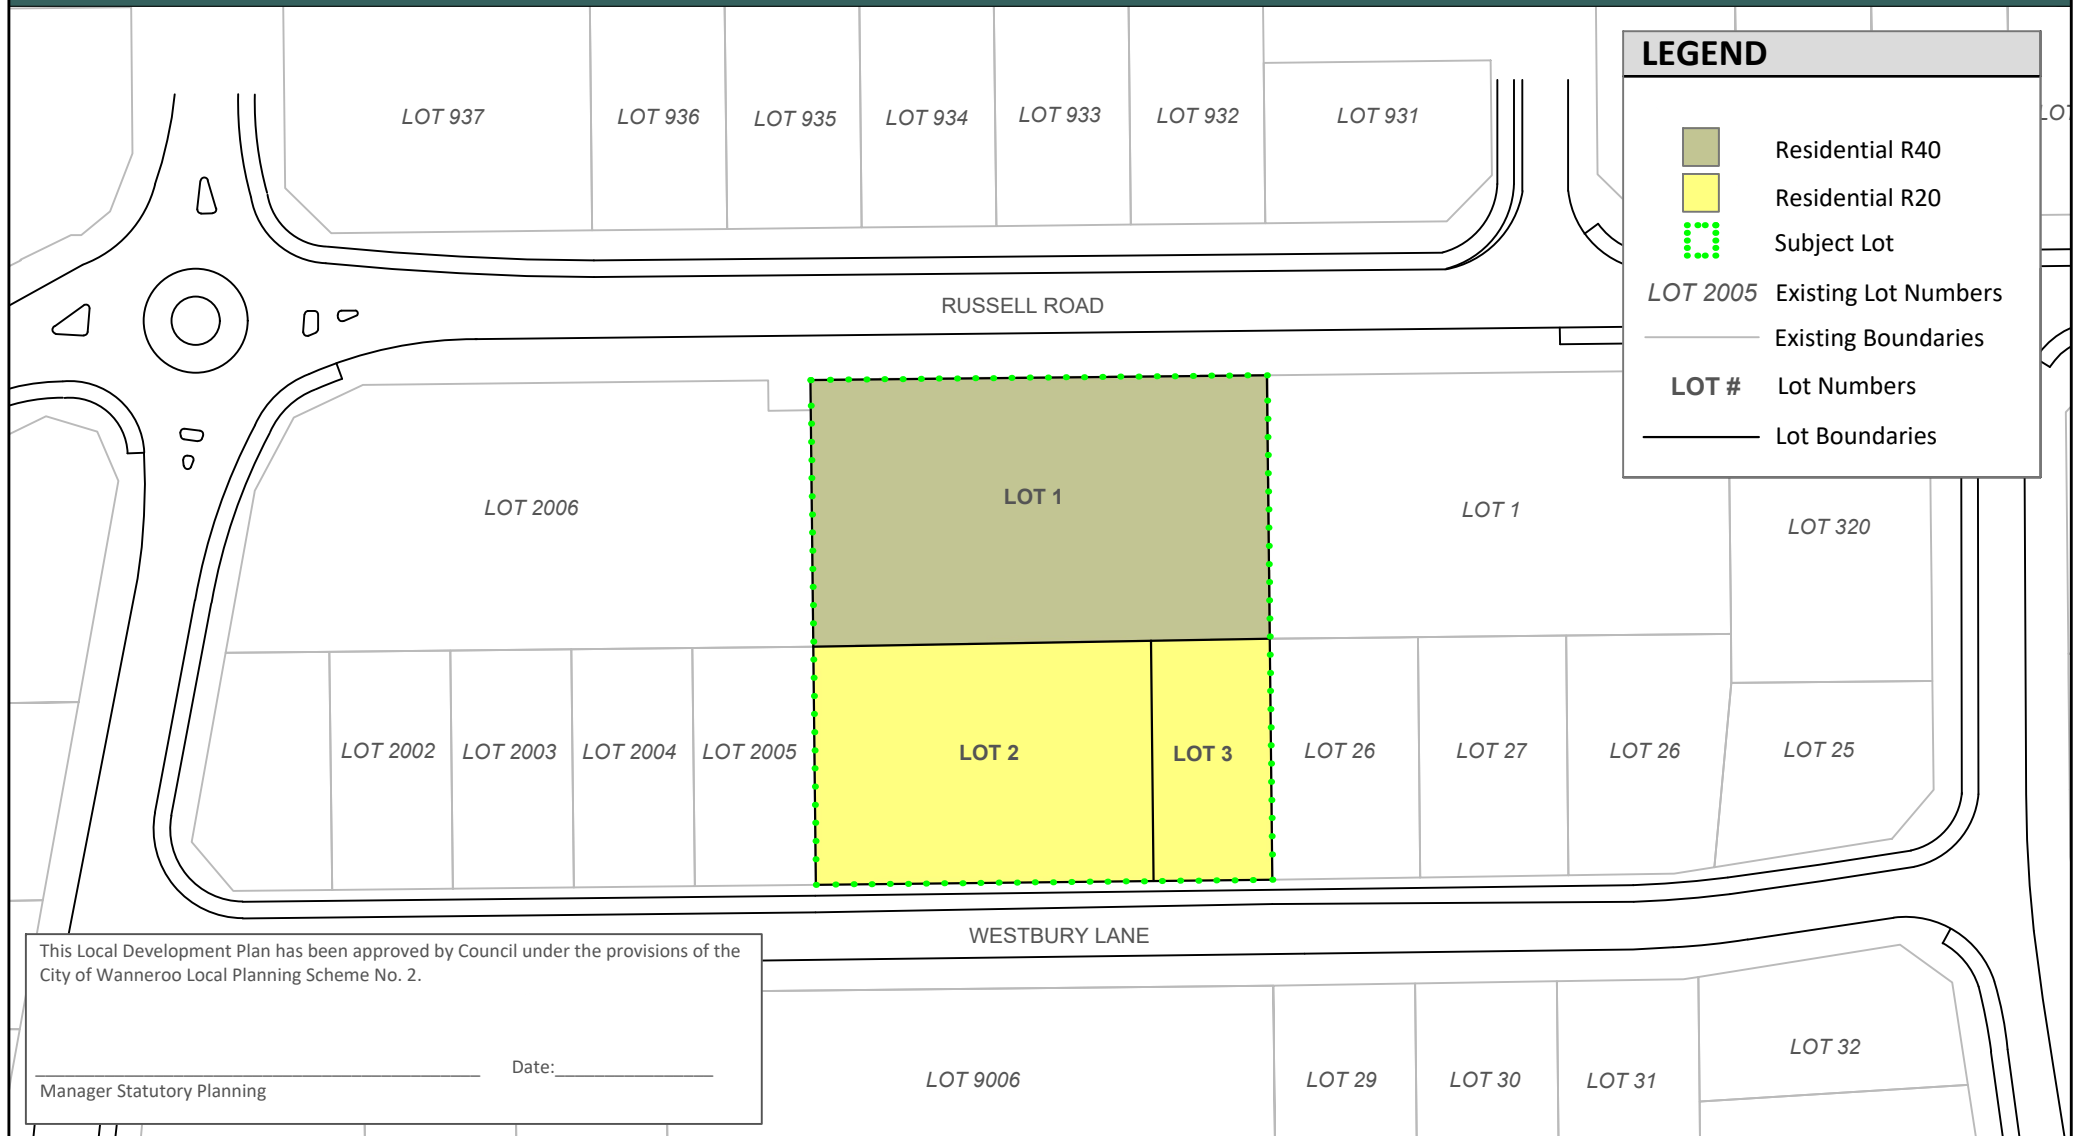 LEGEND
Residential R40
Residential R20
Subject Lot
LOT 2005 Existing Lot Numbers
Existing Boundaries
LOT # Lot Numbers
Lot Boundaries
LOT 937
LOT 936
LOT 935
LOT 934
LOT 933
LOT 932
LOT 931
RUSSELL ROAD
LOT 2006
LOT 1
LOT 1
LOT 320
LOT 2002
LOT 2003
LOT 2004
LOT 2005
LOT 2
LOT 3
LOT 26
LOT 27
LOT 26
LOT 25
WESTBURY LANE
This Local Development Plan has been approved by Council under the provisions of the
City of Wanneroo Local Planning Scheme No. 2.
Date:
Manager Statutory Planning
LOT 9006
LOT 29
LOT 30
LOT 31
LOT 32